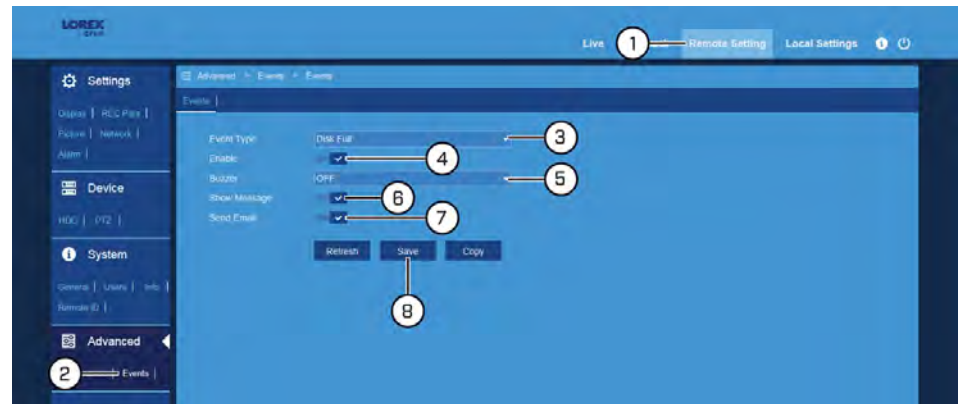 LOREX
Live 1 Remote Setting Local Settings
Settings
Advanced > Events > Events
Events |
Display | REC Para |
Picture | Network |
Alarm |
Event Type Disk Full 3
Enable 4
Buzzer OFF 5
Show Message 6
Send Email 7
Device
HDD | PTZ |
Refresh Save Copy
System
General | Users | Info |
Remote ID |
8
Advanced
2 | Events |